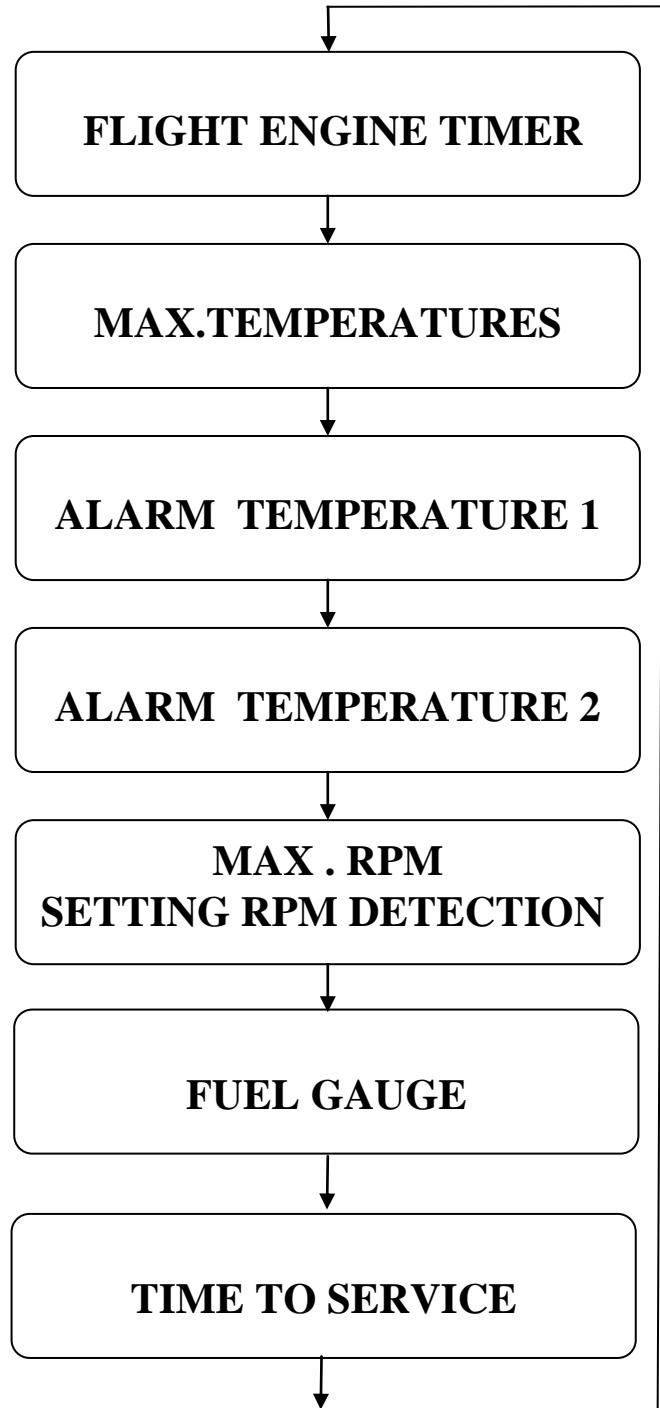 FLIGHT ENGINE TIMER
MAX.TEMPERATURES
ALARM  TEMPERATURE 1
ALARM  TEMPERATURE 2
MAX . RPM
SETTING RPM DETECTION
FUEL GAUGE
TIME TO SERVICE